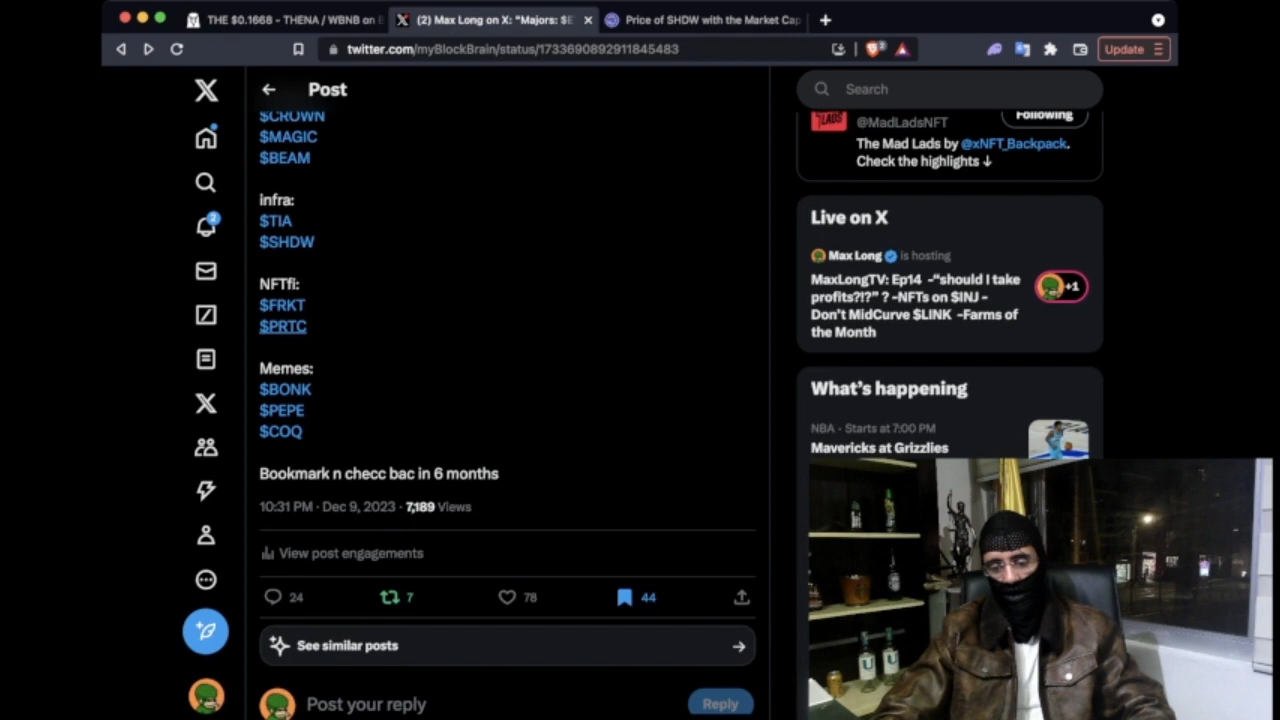 THE $0.1668 - THENA / WBNB on E
(2) Max Long on X: "Majors: $E
Price of SHDW with the Market Cap
twitter.com/myBlockBrain/status/1733690892911845483
Update
Post
$CROWN
$MAGIC
$BEAM
infra:
$TIA
$SHDW
NFTfi:
$FRKT
$PRTC
Memes:
$BONK
$PEPE
$COQ
Bookmark n checc bac in 6 months
10:31 PM · Dec 9, 2023 · 7,189 Views
View post engagements
24
7
78
44
See similar posts
Post your reply
Reply
2
Search
LADS
@MadLadsNFT
Following
The Mad Lads by @xNFT_Backpack.
Check the highlights ↓
Live on X
Max Long is hosting
MaxLongTV: Ep14 -"should I take
profits?!?" ? -NFTs on $INJ -
Don't MidCurve $LINK -Farms of
the Month
+1
What's happening
NBA · Starts at 7:00 PM
Mavericks at Grizzlies